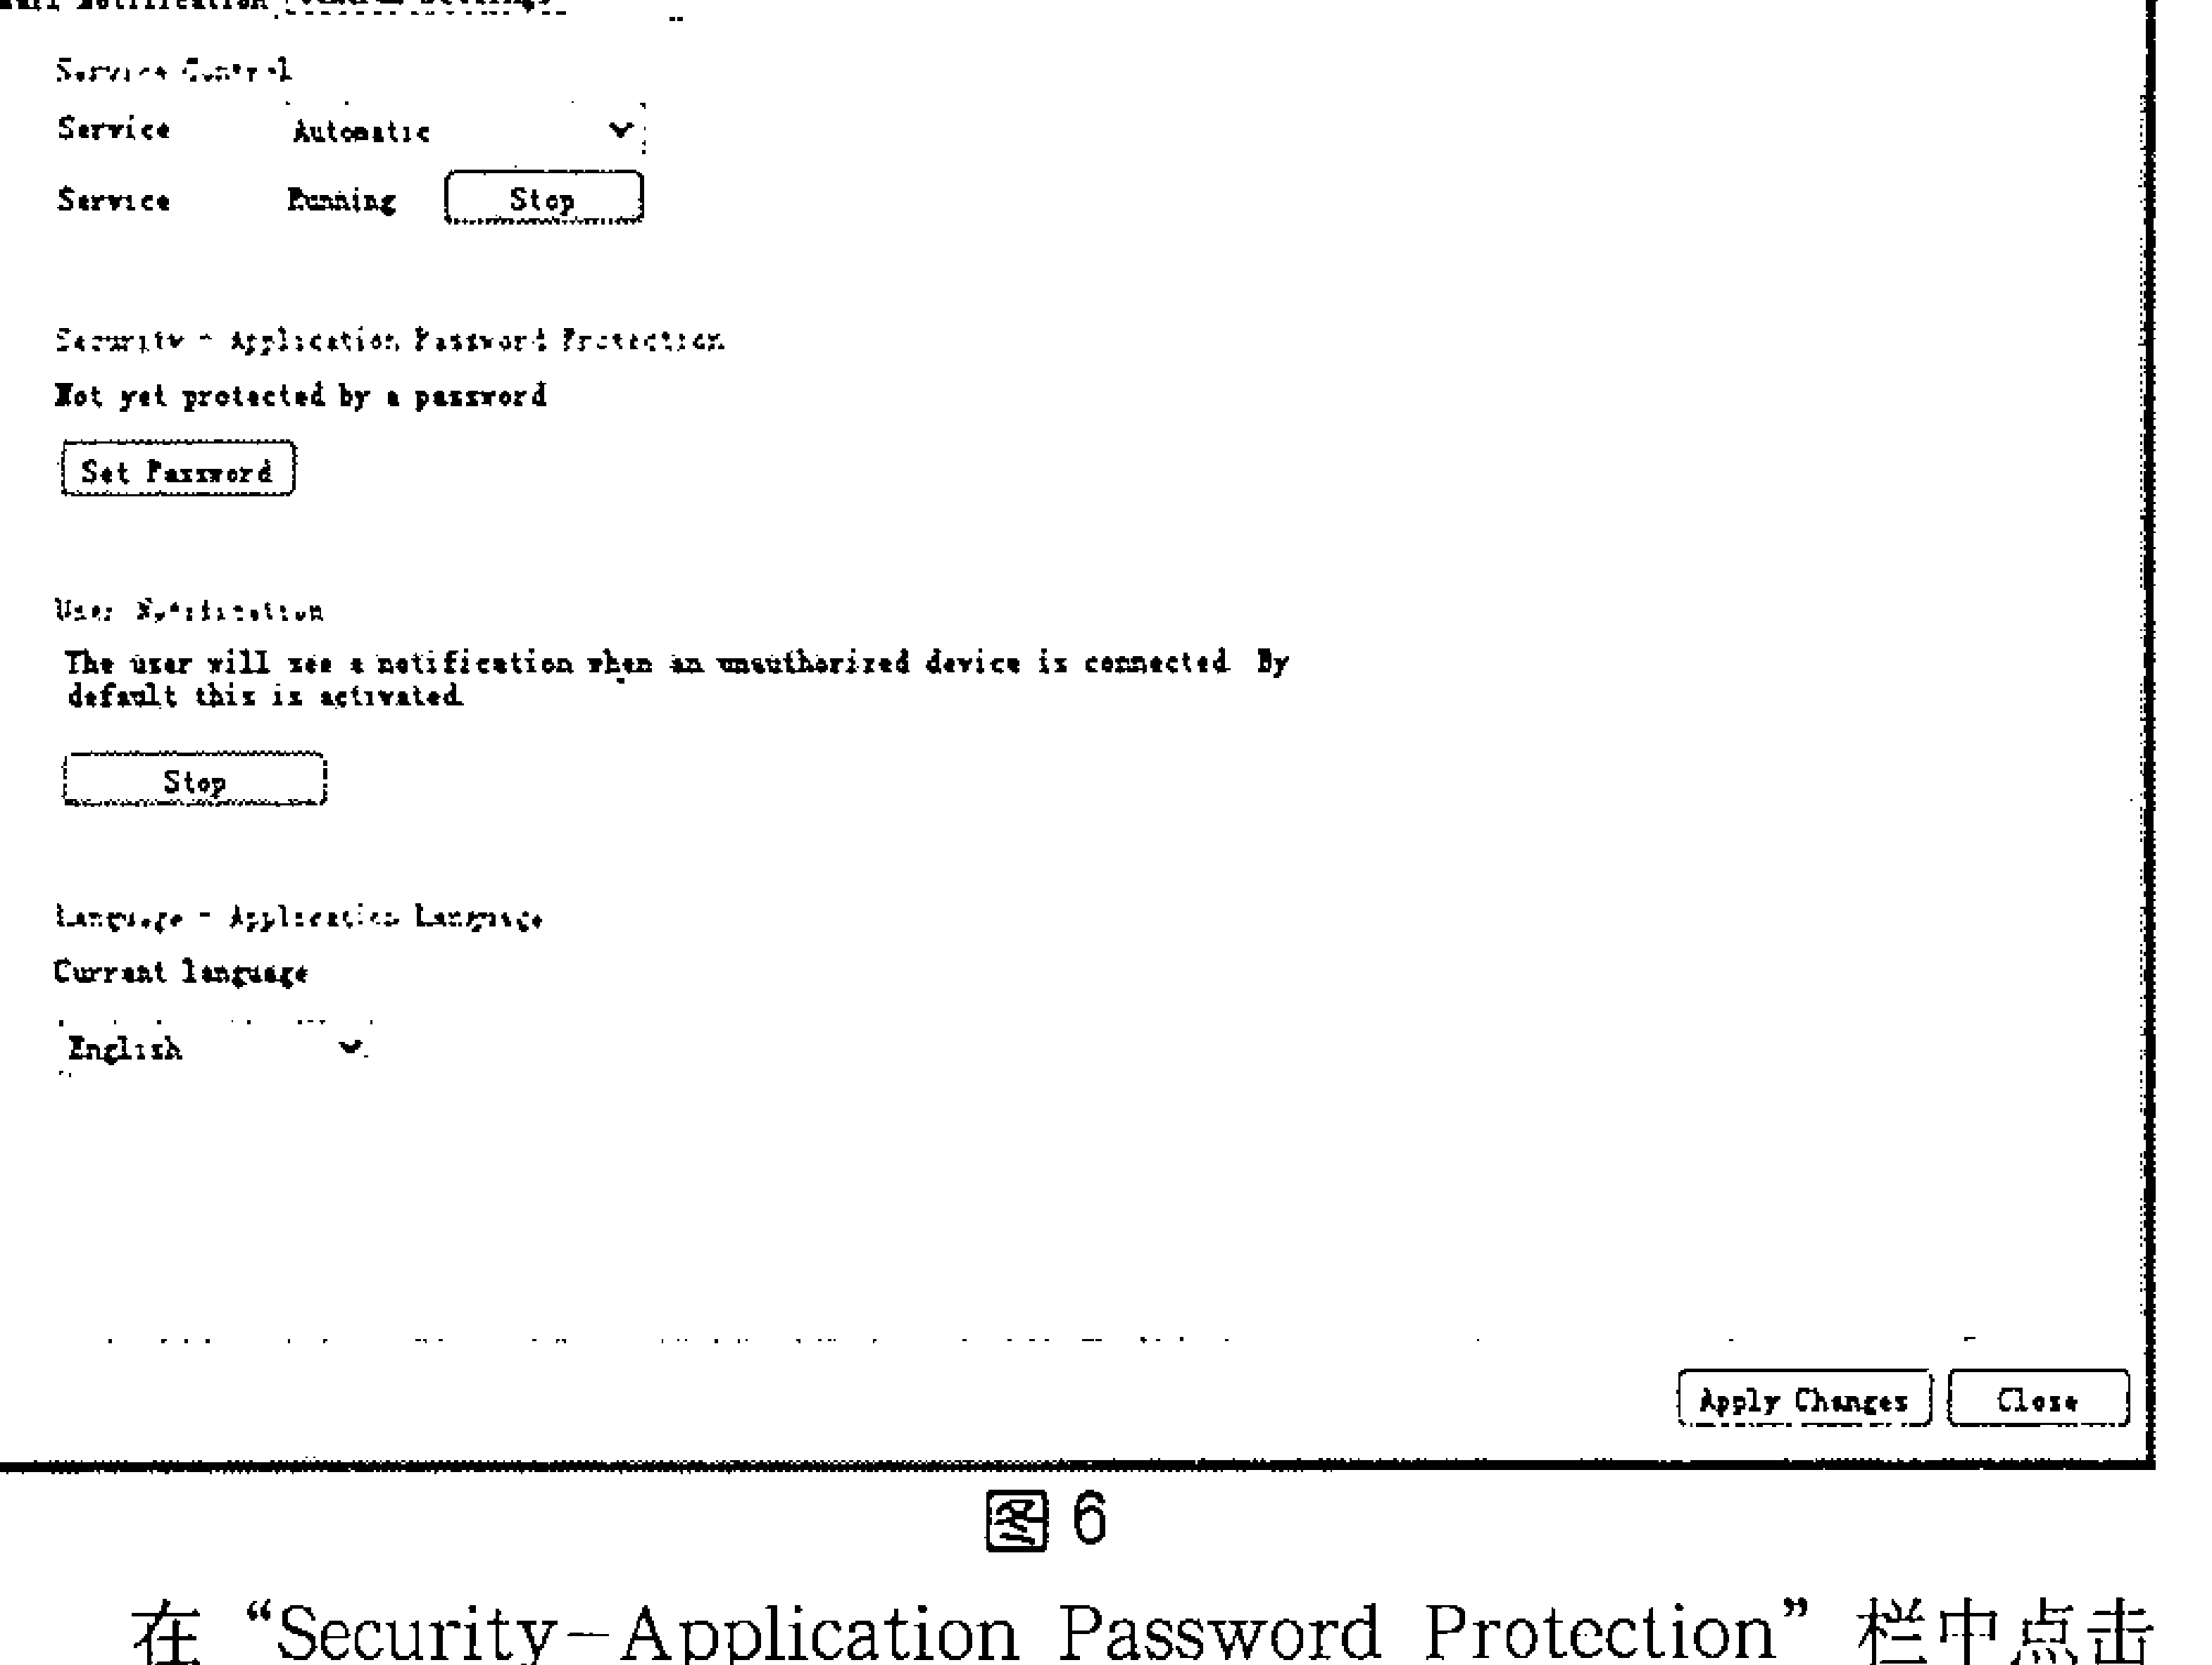 Notification General Settings
Service Control
Service Automatic
Service Running Stop
Security - Application Password Protection
Not yet protected by a password
Set Password
User Notification
The user will see a notification when an unauthorized device is connected By
default this is activated
Stop
Language - Application Language
Current language
English
Apply Changes Close
图 6
在“Security-Application Password Protection”栏中点击